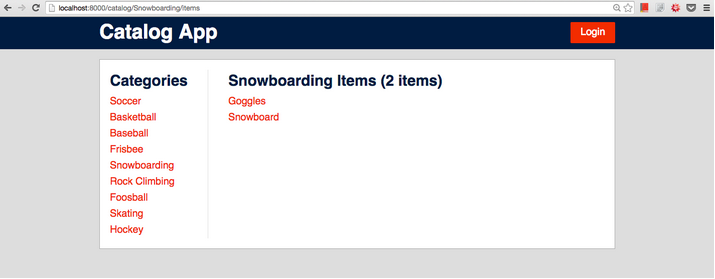 localhost:8000/catalog/Snowboarding/items
Catalog App
Login
Categories
Soccer
Basketball
Baseball
Frisbee
Snowboarding
Rock Climbing
Foosball
Skating
Hockey
Snowboarding Items (2 items)
Goggles
Snowboard